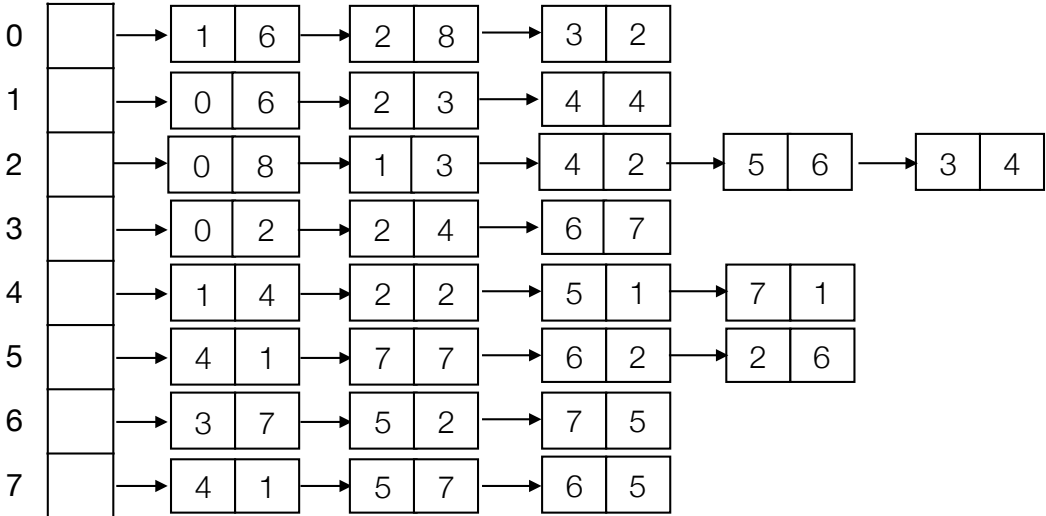 0 1 6 2 8 3 2
1 0 6 2 3 4 4
2 0 8 1 3 4 2 5 6 3 4
3 0 2 2 4 6 7
4 1 4 2 2 5 1 7 1
5 4 1 7 7 6 2 2 6
6 3 7 5 2 7 5
7 4 1 5 7 6 5